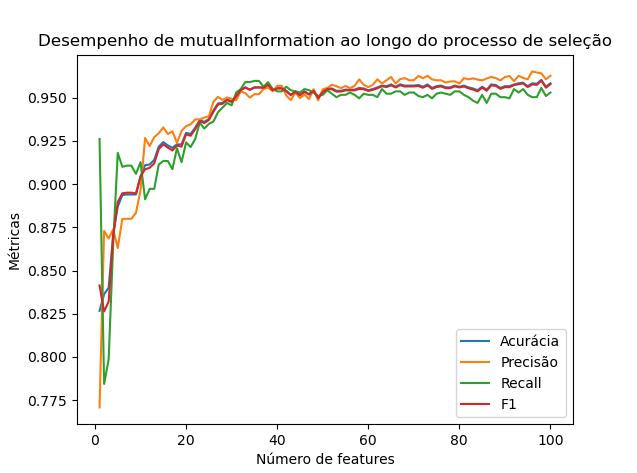 Desempenho de mutualInformation ao longo do processo de seleção
Métricas
0.950
0.925
0.900
0.875
0.850
0.825
0.800
0.775
0 20 40 60 80 100
Número de features
Acurácia
Precisão
Recall
F1